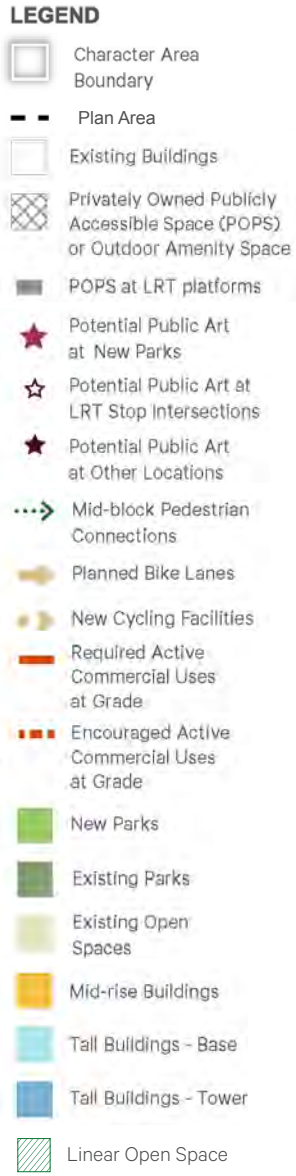 LEGEND
Character Area
Boundary
Plan Area
Existing Buildings
Privately Owned Publicly
Accessible Space (POPS)
or Outdoor Amenity Space
POPS at LRT platforms
Potential Public Art
at New Parks
Potential Public Art at
LRT Stop Intersections
Potential Public Art
at Other Locations
Mid-block Pedestrian
Connections
Planned Bike Lanes
New Cycling Facilities
Required Active
Commercial Uses
at Grade
Encouraged Active
Commercial Uses
at Grade
New Parks
Existing Parks
Existing Open
Spaces
Mid-rise Buildings
Tall Buildings - Base
Tall Buildings - Tower
Linear Open Space